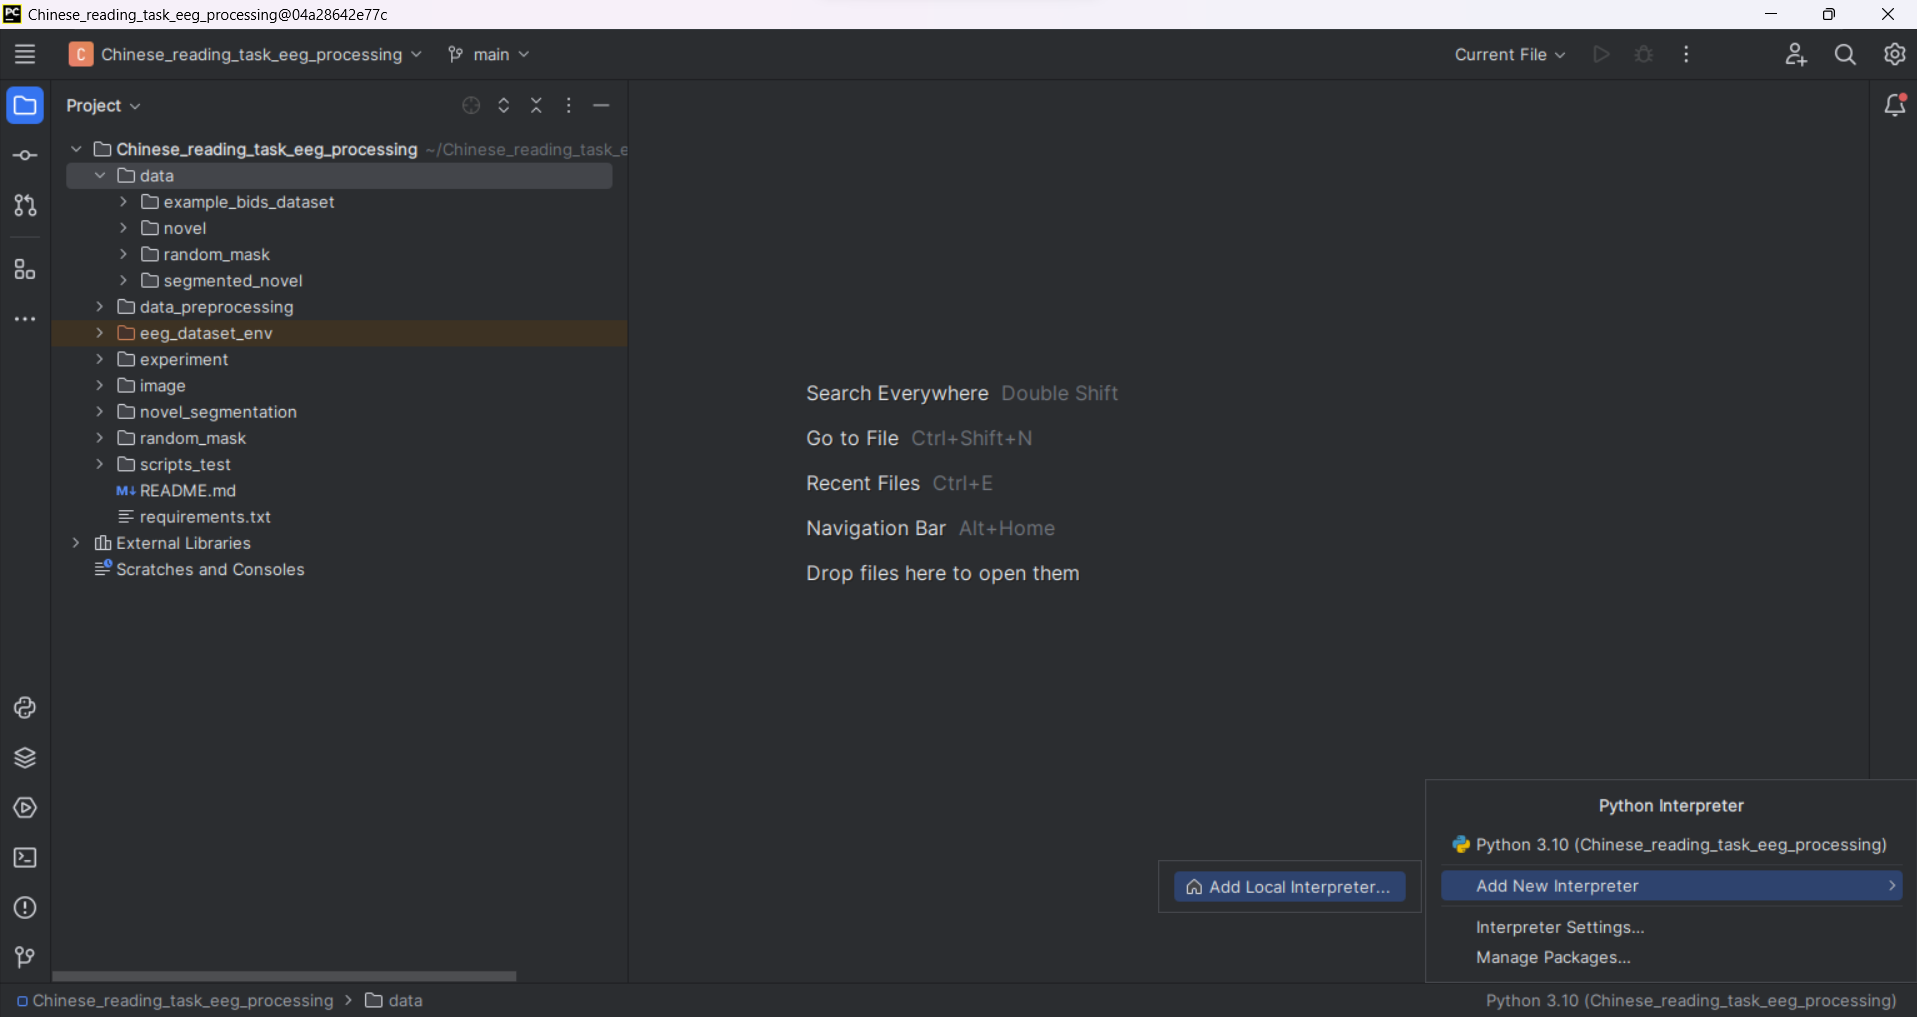 PC Chinese_reading_task_eeg_processing@04a28642e77c
C Chinese_reading_task_eeg_processing main Current File
Project
Chinese_reading_task_eeg_processing ~/Chinese_reading_task_e
data
example_bids_dataset
novel
random_mask
segmented_novel
data_preprocessing
eeg_dataset_env
experiment
image
novel_segmentation
random_mask
scripts_test
M↓ README.md
requirements.txt
External Libraries
Scratches and Consoles
Search Everywhere Double Shift
Go to File Ctrl+Shift+N
Recent Files Ctrl+E
Navigation Bar Alt+Home
Drop files here to open them
Python Interpreter
Python 3.10 (Chinese_reading_task_eeg_processing)
Add New Interpreter
Add Local Interpreter...
Interpreter Settings...
Manage Packages...
Chinese_reading_task_eeg_processing > data
Python 3.10 (Chinese_reading_task_eeg_processing)